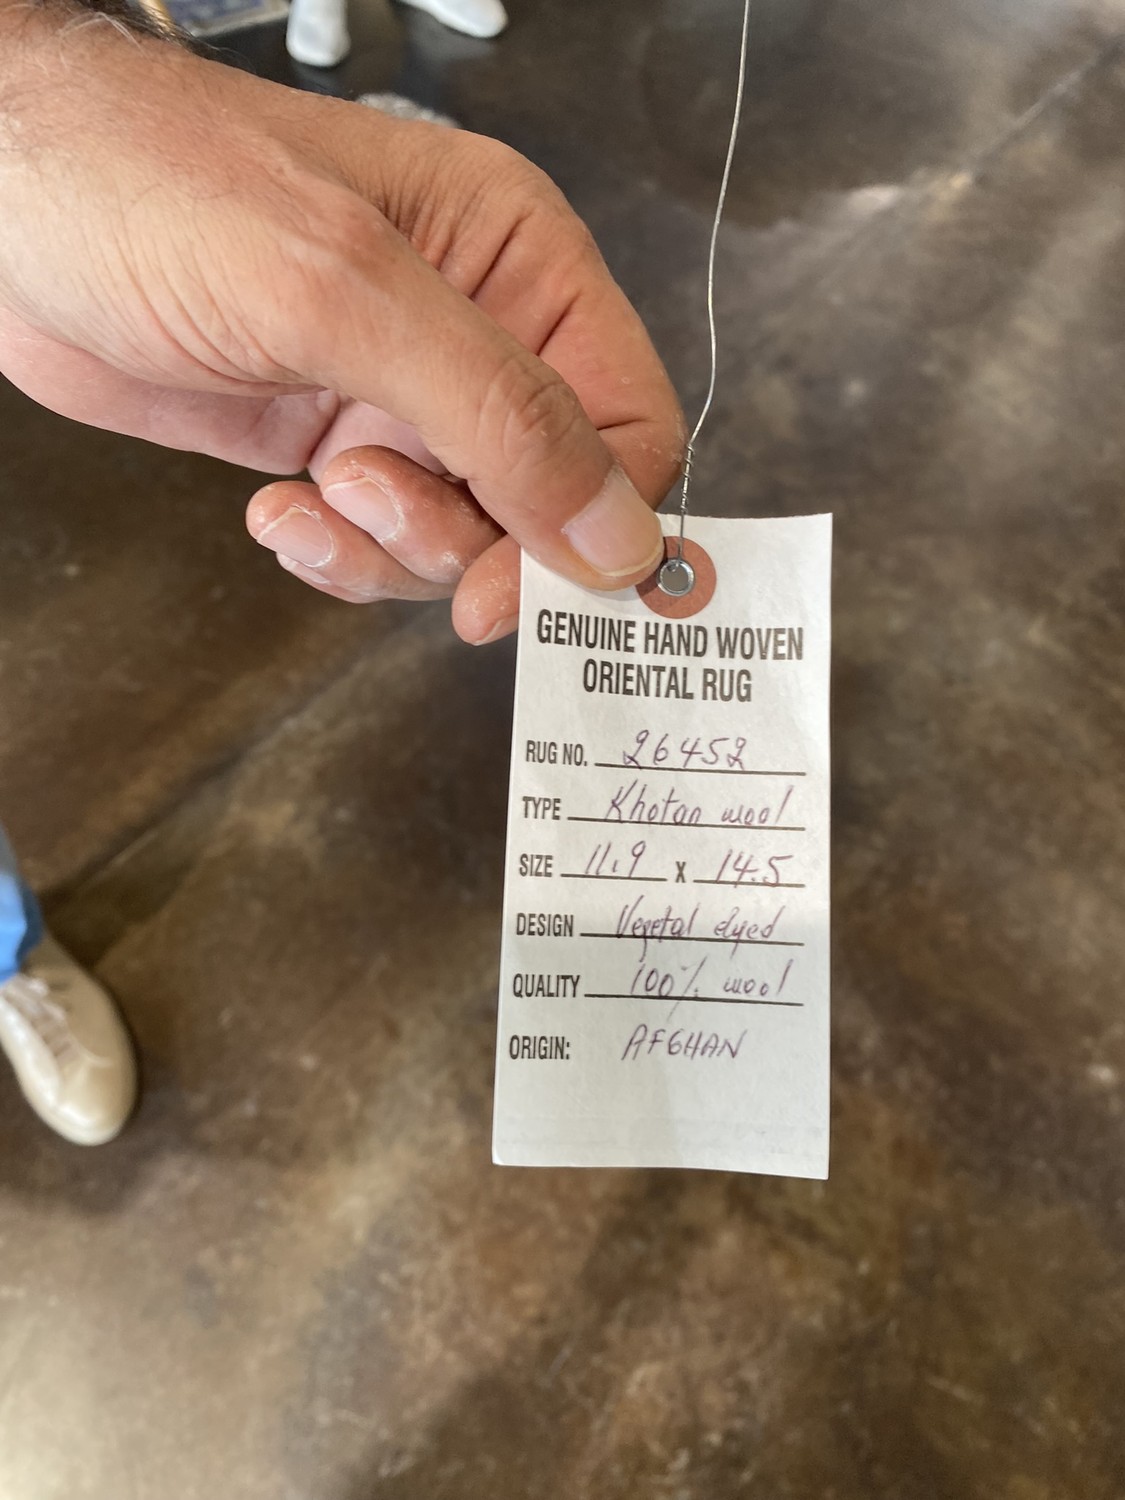 GENUINE HAND WOVEN
ORIENTAL RUG
RUG NO. 26452
TYPE Khotan wool
SIZE 11.9 X 14.5
DESIGN Vegetal dyed
QUALITY 100% wool
ORIGIN: AFGHAN